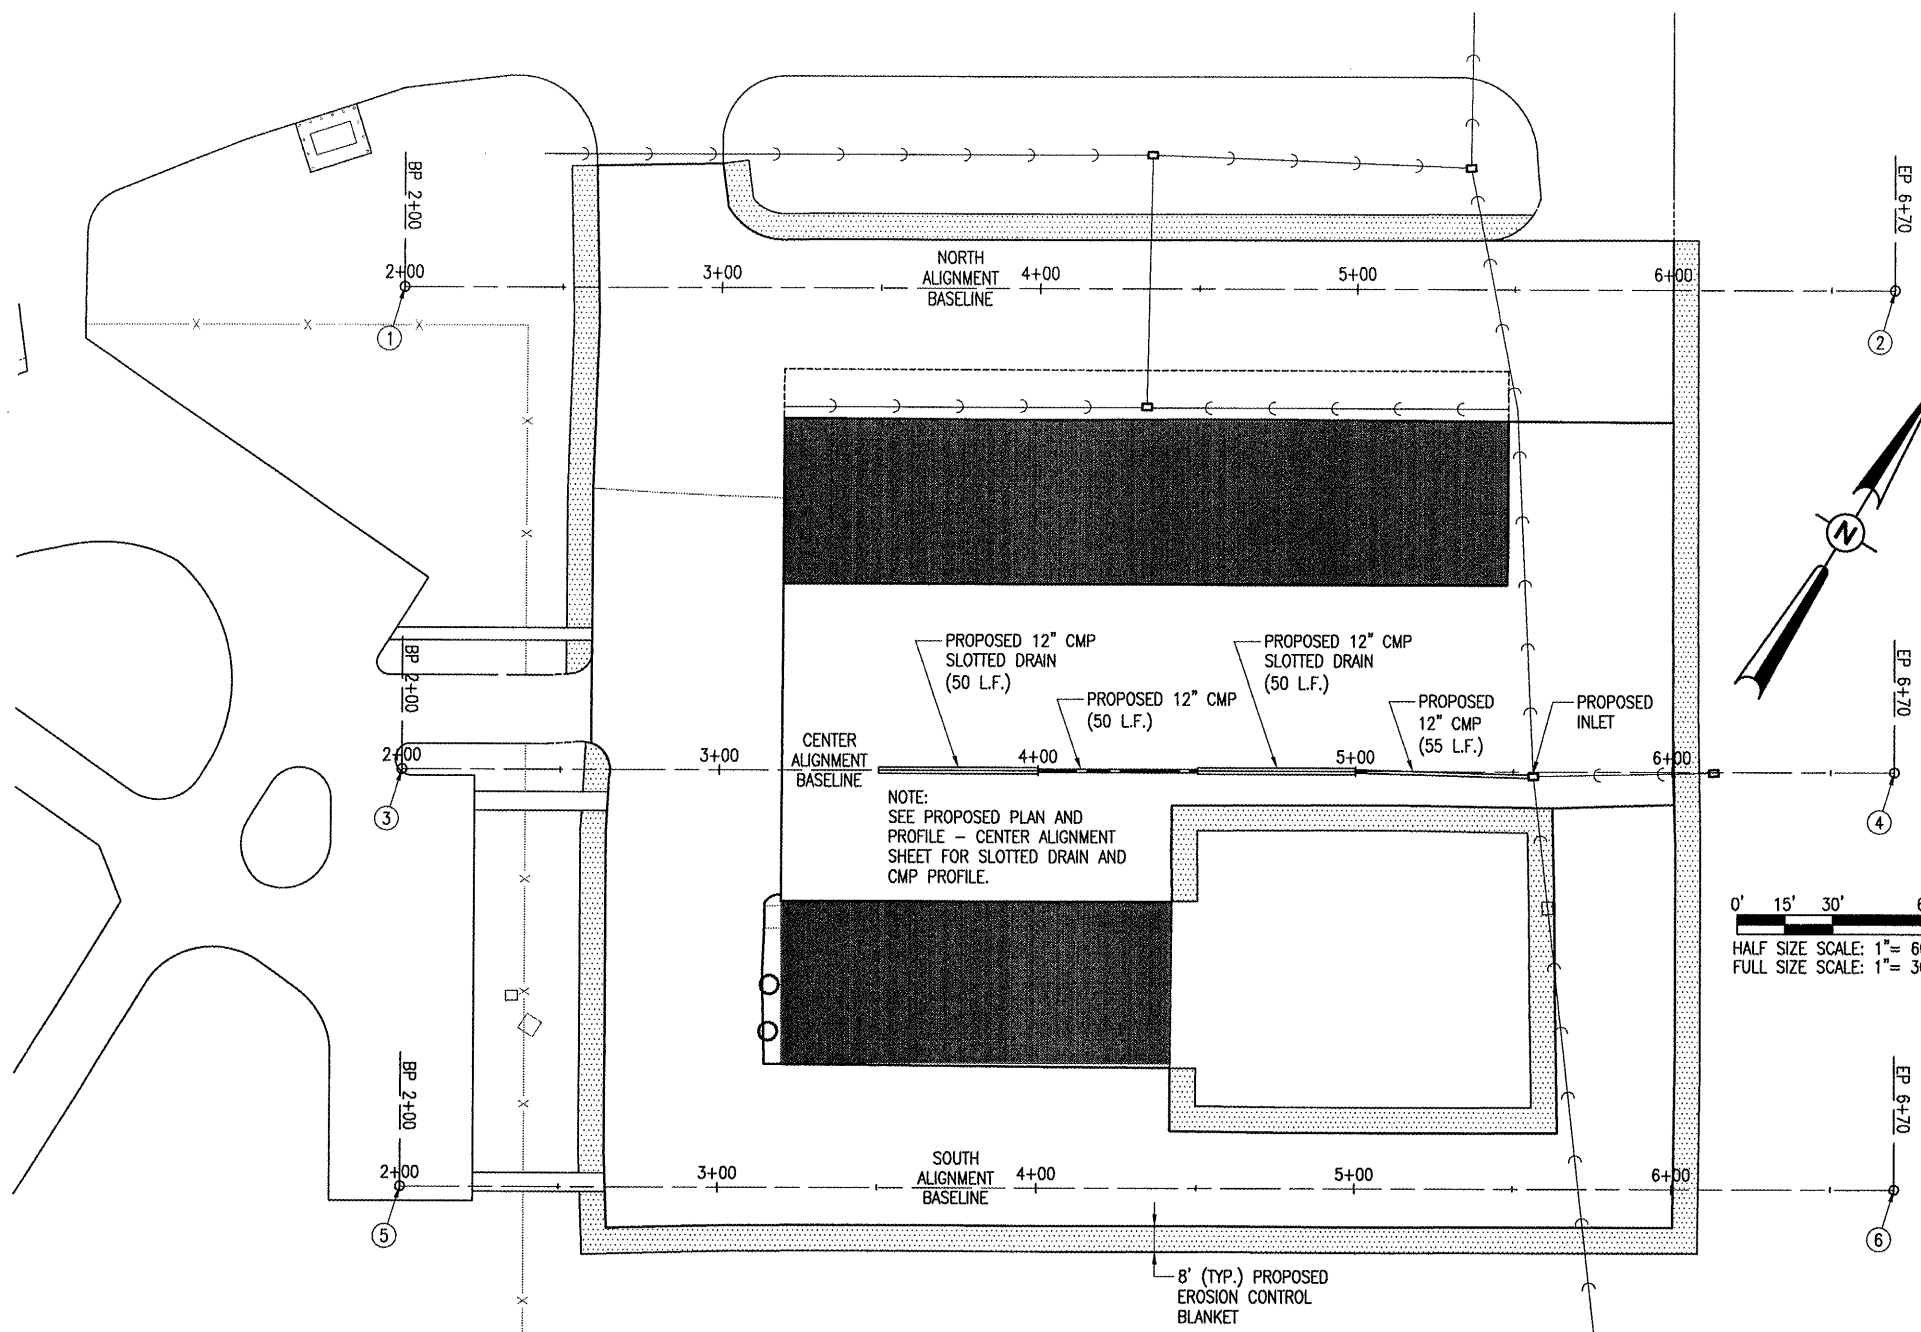 BP 2+00
EP 6+70
2+00
3+00
NORTH
ALIGNMENT
BASELINE
4+00
5+00
6+00
1
2
N
BP 2+00
EP 6+70
PROPOSED 12" CMP
SLOTTED DRAIN
(50 L.F.)
PROPOSED 12" CMP
(50 L.F.)
PROPOSED 12" CMP
SLOTTED DRAIN
(50 L.F.)
PROPOSED
12" CMP
(55 L.F.)
PROPOSED
INLET
2+00
3+00
CENTER
ALIGNMENT
BASELINE
4+00
5+00
6+00
3
4
NOTE:
SEE PROPOSED PLAN AND
PROFILE – CENTER ALIGNMENT
SHEET FOR SLOTTED DRAIN AND
CMP PROFILE.
0' 15' 30' 6
HALF SIZE SCALE: 1"= 6
FULL SIZE SCALE: 1"= 3
BP 2+00
EP 6+70
2+00
3+00
SOUTH
ALIGNMENT
BASELINE
4+00
5+00
6+00
5
6
8' (TYP.) PROPOSED
EROSION CONTROL
BLANKET